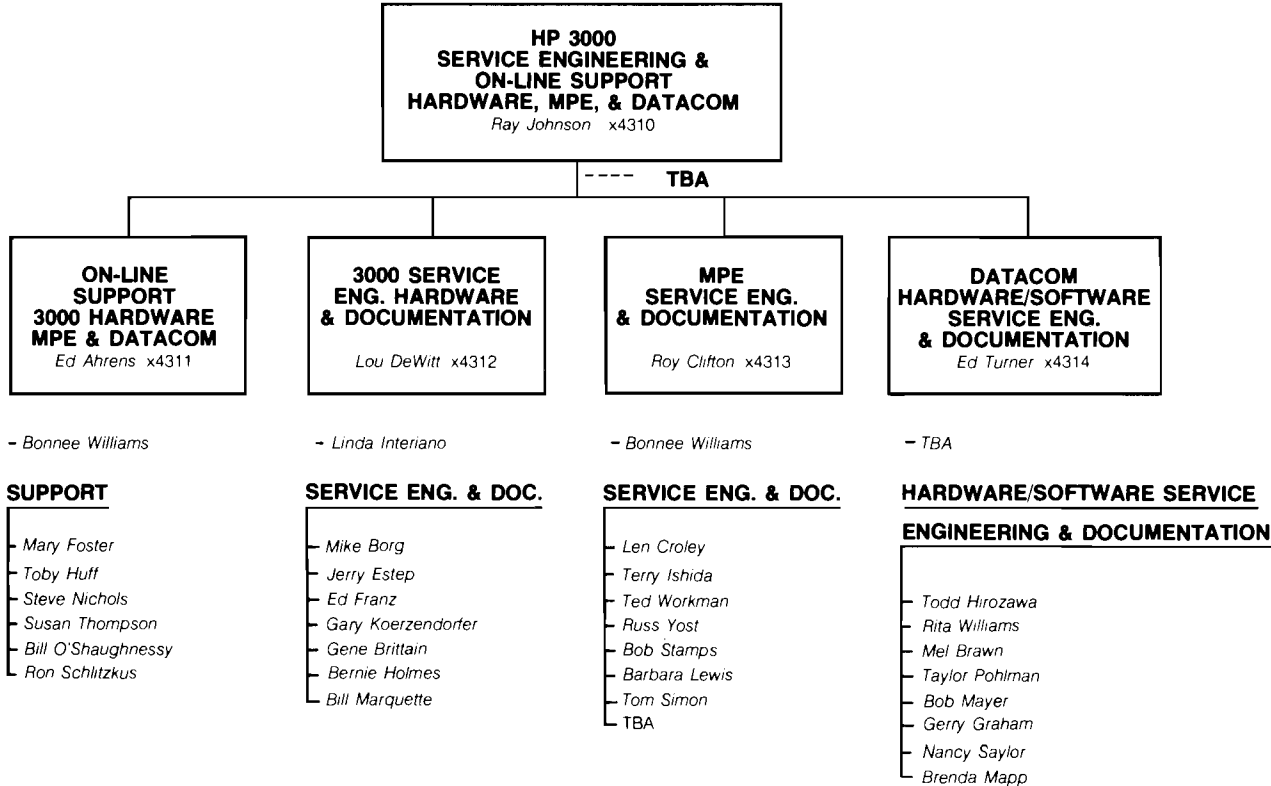 HP 3000
SERVICE ENGINEERING &
ON-LINE SUPPORT
HARDWARE, MPE, & DATACOM
Ray Johnson x4310
---- TBA
ON-LINE
SUPPORT
3000 HARDWARE
MPE & DATACOM
Ed Ahrens x4311
3000 SERVICE
ENG. HARDWARE
& DOCUMENTATION
Lou DeWitt x4312
MPE
SERVICE ENG.
& DOCUMENTATION
Roy Clifton x4313
DATACOM
HARDWARE/SOFTWARE
SERVICE ENG.
& DOCUMENTATION
Ed Turner x4314
– Bonnee Williams
SUPPORT
– Mary Foster
– Toby Huff
– Steve Nichols
– Susan Thompson
– Bill O'Shaughnessy
– Ron Schlitzkus
– Linda Interiano
SERVICE ENG. & DOC.
– Mike Borg
– Jerry Estep
– Ed Franz
– Gary Koerzendorfer
– Gene Brittain
– Bernie Holmes
– Bill Marquette
– Bonnee Williams
SERVICE ENG. & DOC.
– Len Croley
– Terry Ishida
– Ted Workman
– Russ Yost
– Bob Stamps
– Barbara Lewis
– Tom Simon
– TBA
– TBA
HARDWARE/SOFTWARE SERVICE
ENGINEERING & DOCUMENTATION
– Todd Hirozawa
– Rita Williams
– Mel Brawn
– Taylor Pohlman
– Bob Mayer
– Gerry Graham
– Nancy Saylor
– Brenda Mapp